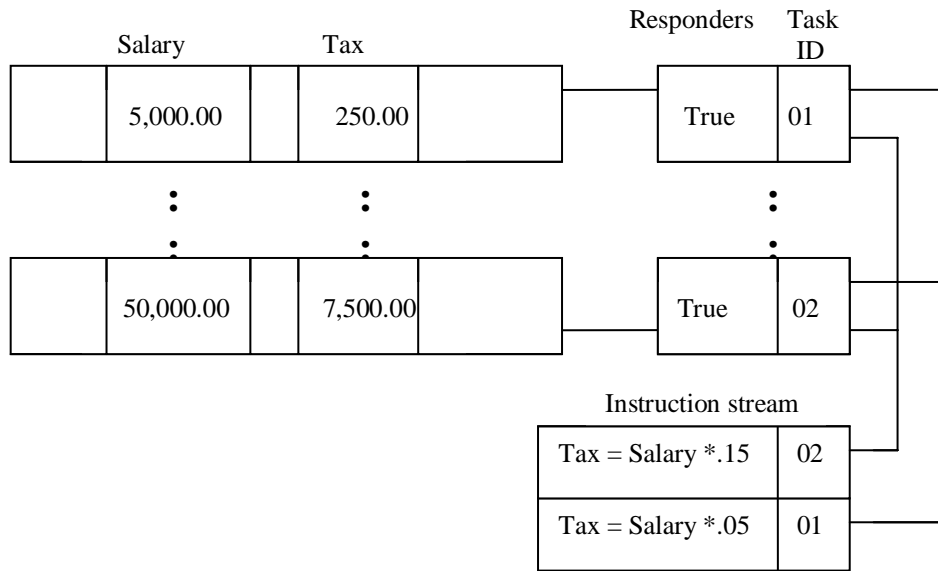 Responders Task
ID
Salary Tax
5,000.00 250.00 True 01
50,000.00 7,500.00 True 02
Instruction stream
Tax = Salary *.15 02
Tax = Salary *.05 01